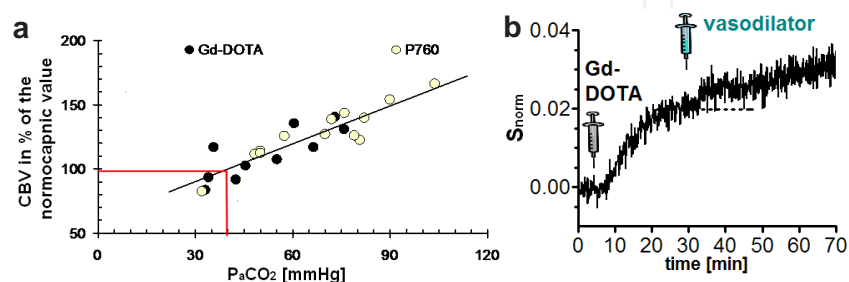 a
Gd-DOTA
P760
CBV in % of the
normocapnic value
200
150
100
50
0
30
60
90
120
PaCO2 [mmHg]
b
vasodilator
Gd-
DOTA
Snorm
0.04
0.02
0.00
0 10 20 30 40 50 60 70
time [min]